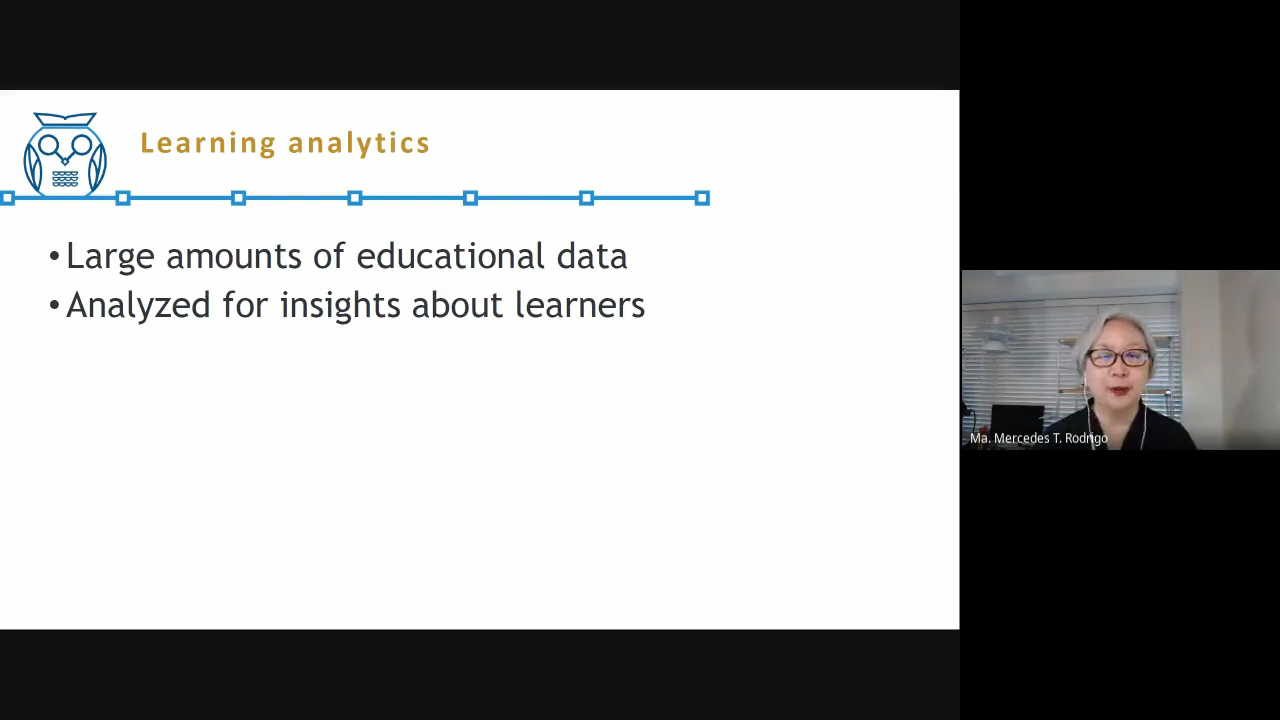 Learning analytics
• Large amounts of educational data
• Analyzed for insights about learners
Ma. Mercedes T. Rodrigo